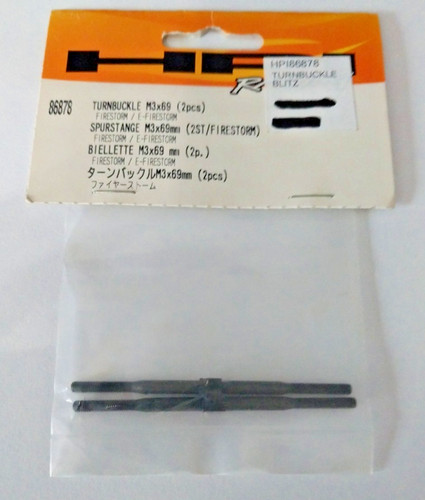 HPI86878
TURNBUCKLE
BLITZ
R
86878
TURNBUCKLE M3x69 (2pcs)
FIRESTORM / E-FIRESTORM
SPURSTANGE M3x69mm (2ST/FIRESTORM)
FIRESTORM / E-FIRESTORM
BIELLETTE M3x69 mm (2p.)
FIRESTORM / E-FIRESTORM
ターンバックルM3x69mm (2pcs)
ファイヤーストーム